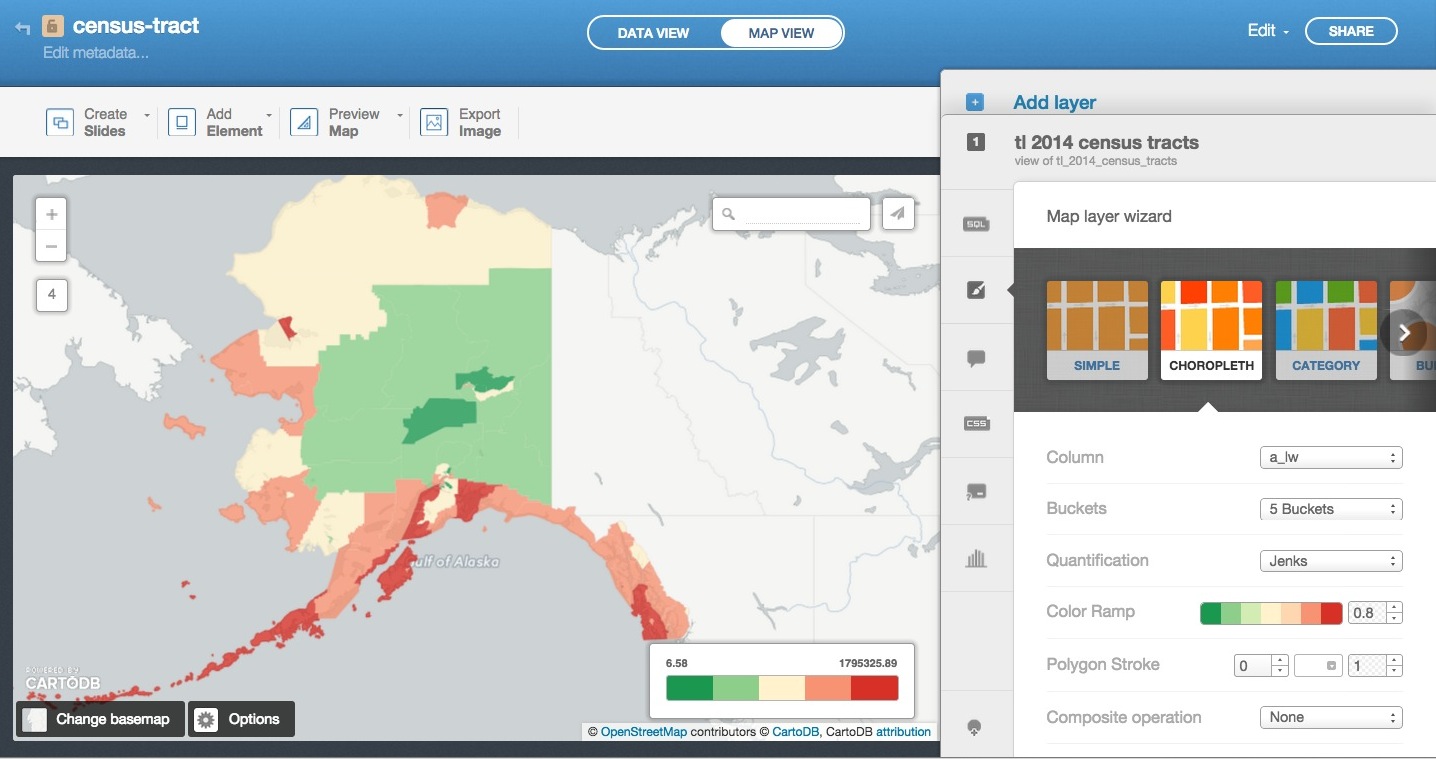 census-tract
Edit metadata...
DATA VIEW
MAP VIEW
Edit
SHARE
Create
Slides
Add
Element
Preview
Map
Export
Image
Add layer
1
tl 2014 census tracts
view of tl_2014_census_tracts
+
−
4
SQL
CSS
Map layer wizard
SIMPLE
CHOROPLETH
CATEGORY
BU
Column
a_lw
Buckets
5 Buckets
Quantification
Jenks
Color Ramp
0.8
Polygon Stroke
0
1
Composite operation
None
Gulf of Alaska
6.58
1795325.89
POWERED BY
CARTODB
Change basemap
Options
© OpenStreetMap contributors © CartoDB, CartoDB attribution